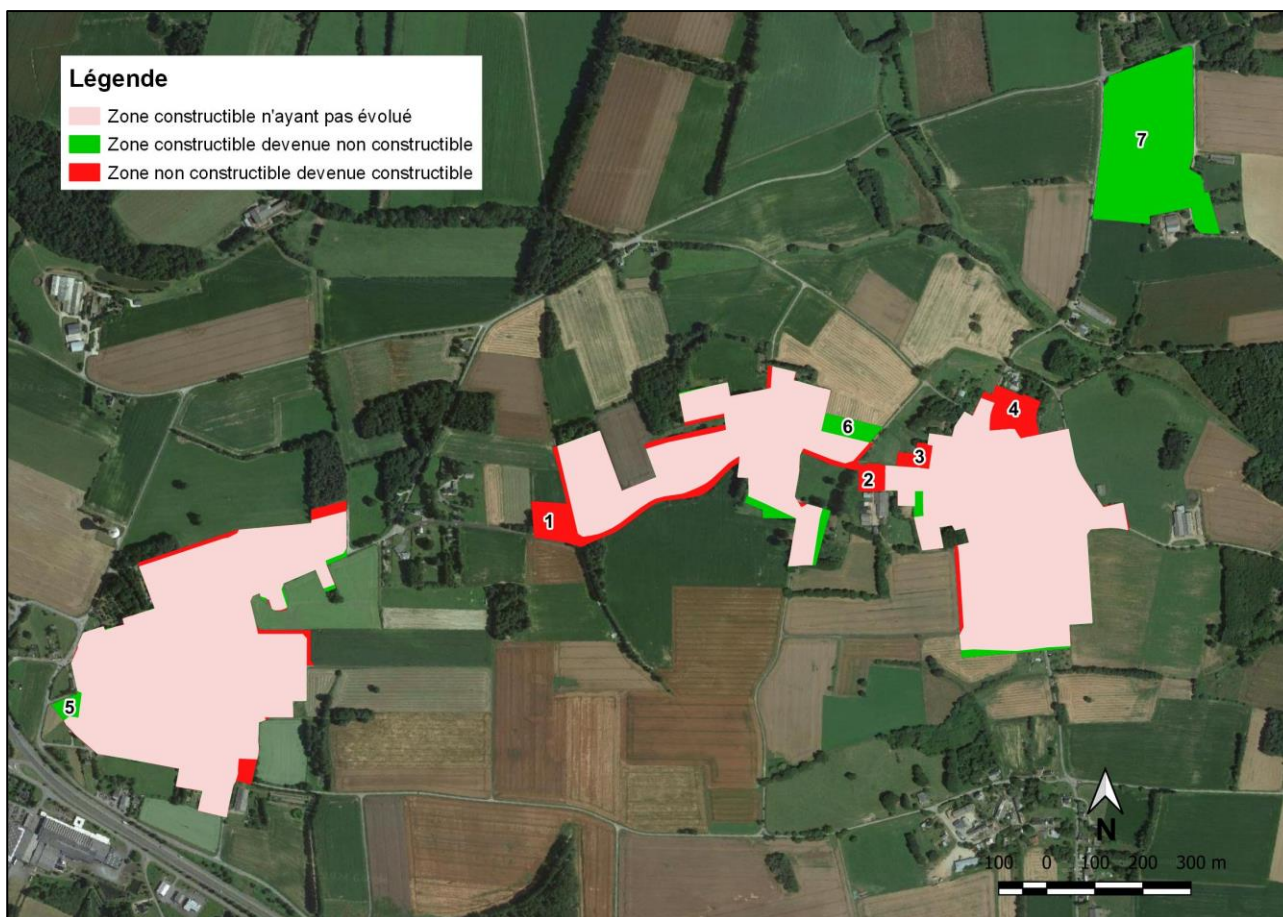 Légende
Zone constructible n'ayant pas évolué
Zone constructible devenue non constructible
Zone non constructible devenue constructible
7
6
4
3
2
1
5
N
100 0 100 200 300 m